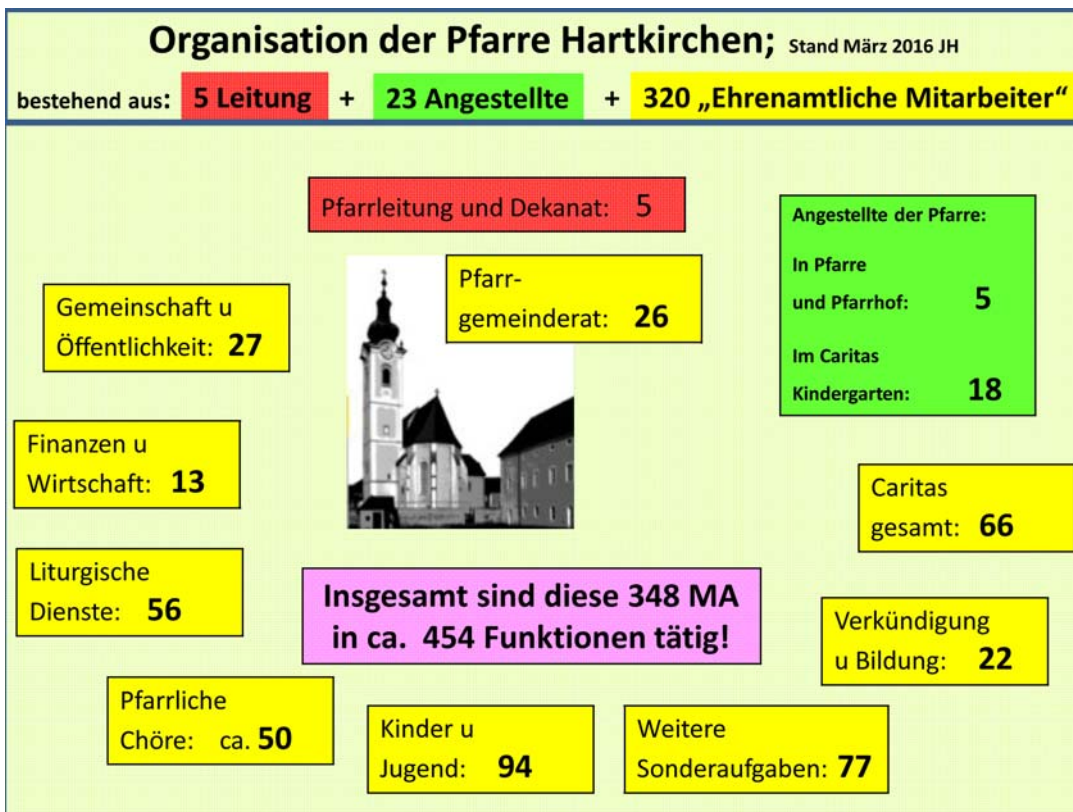 Organisation der Pfarre Hartkirchen; Stand März 2016 JH
bestehend aus: 5 Leitung + 23 Angestellte + 320 „Ehrenamtliche Mitarbeiter“
Pfarrleitung und Dekanat: 5
Angestellte der Pfarre:
In Pfarre
und Pfarrhof: 5
Im Caritas
Kindergarten: 18
Pfarr-
gemeinderat: 26
Gemeinschaft u
Öffentlichkeit: 27
Finanzen u
Wirtschaft: 13
Caritas
gesamt: 66
Liturgische
Dienste: 56
Insgesamt sind diese 348 MA
in ca. 454 Funktionen tätig!
Verkündigung
u Bildung: 22
Pfarrliche
Chöre: ca. 50
Kinder u
Jugend: 94
Weitere
Sonderaufgaben: 77